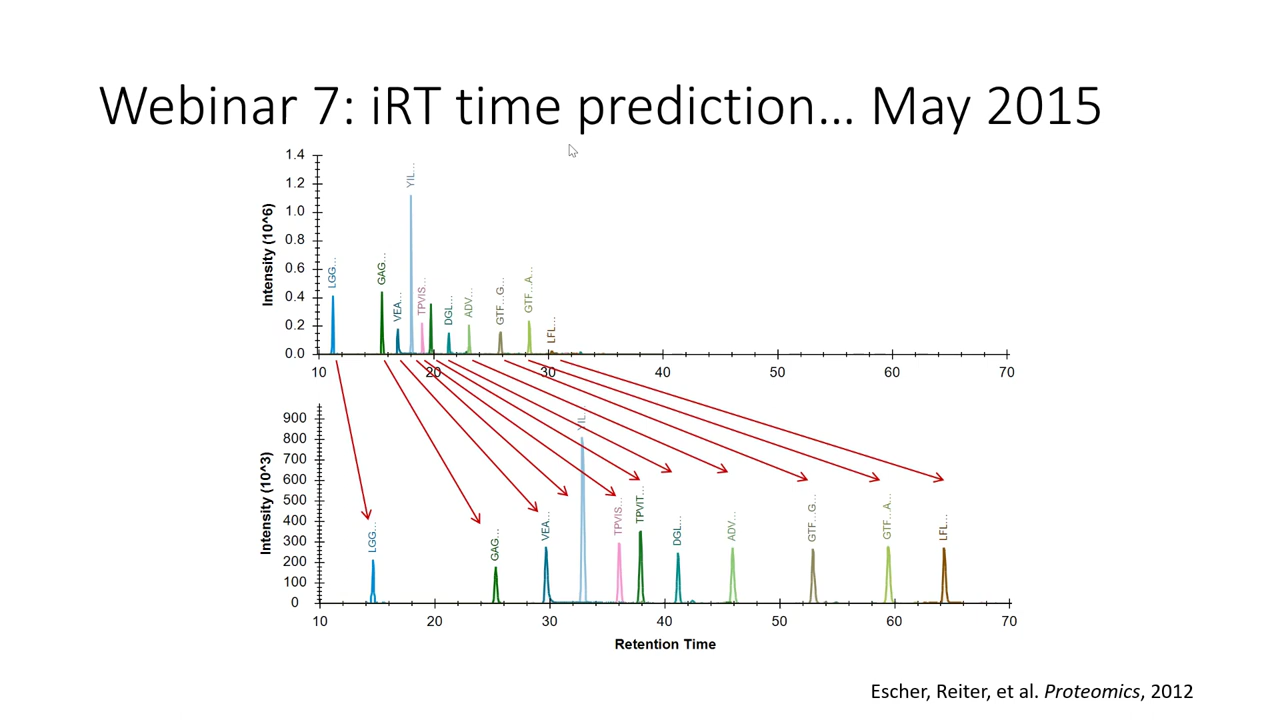 Webinar 7: iRT time prediction... May 2015
1.4
1.2
1.0
0.8
0.6
0.4
0.2
0.0
Intensity (10^6)
LGG...
GAG...
VEA...
YIL...
TPVIS...
DGL...
ADV...
GTF...G...
GTF...A...
LFL...
10 20 30 40 50 60 70
900
800
700
600
500
400
300
200
100
0
Intensity (10^3)
LGG...
GAG...
VEA...
YIL...
TPVIS...
TPVIT...
DGL...
ADV...
GTF...G...
GTF...A...
LFL...
10 20 30 40 50 60 70
Retention Time
Escher, Reiter, et al. Proteomics, 2012